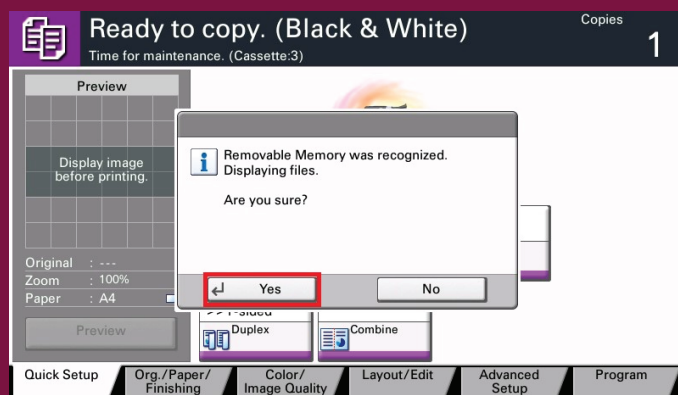 Ready to copy. (Black & White)
Copies
1
Time for maintenance. (Cassette:3)
Preview
Display image
before printing.
Removable Memory was recognized.
Displaying files.
Are you sure?
Yes
No
Original : ---
Zoom : 100%
Paper : A4
Preview
Duplex
Combine
Quick Setup
Org./Paper/
Finishing
Color/
Image Quality
Layout/Edit
Advanced
Setup
Program